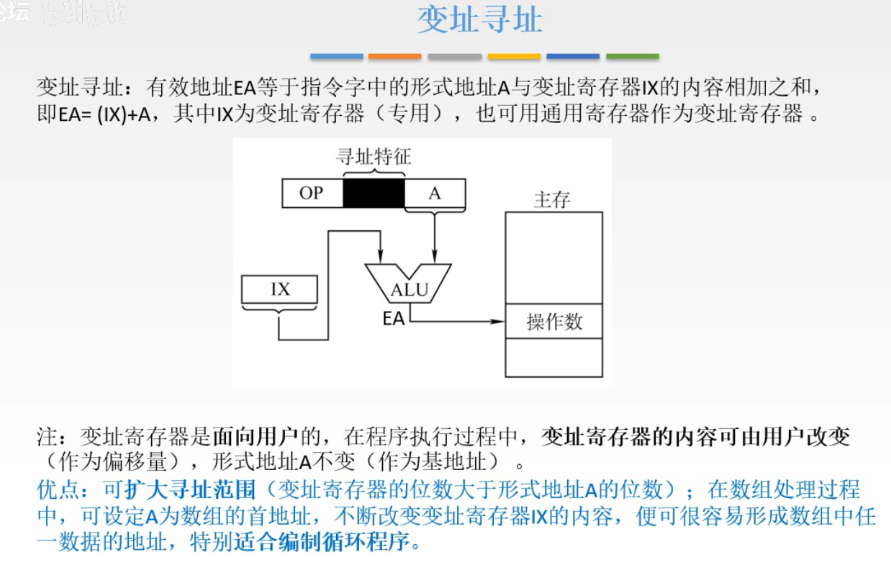 变址寻址
变址寻址：有效地址EA等于指令字中的形式地址A与变址寄存器IX的内容相加之和，
即EA= (IX)+A，其中IX为变址寄存器（专用），也可用通用寄存器作为变址寄存器 。
寻址特征
OP
A
主存
IX
ALU
EA
操作数
注：变址寄存器是面向用户的，在程序执行过程中，变址寄存器的内容可由用户改变
（作为偏移量），形式地址A不变（作为基地址） 。
优点：可扩大寻址范围（变址寄存器的位数大于形式地址A的位数）；在数组处理过程
中，可设定A为数组的首地址，不断改变变址寄存器IX的内容，便可很容易形成数组中任
一数据的地址，特别适合编制循环程序。